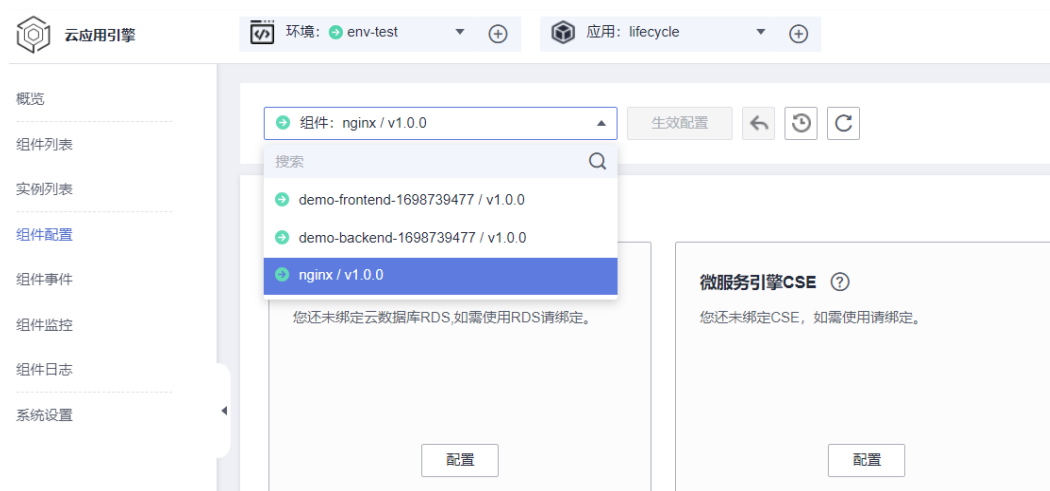 云应用引擎
环境: env-test
应用: lifecycle
概览
组件列表
实例列表
组件配置
组件事件
组件监控
组件日志
系统设置
组件: nginx / v1.0.0
生效配置
搜索
demo-frontend-1698739477 / v1.0.0
demo-backend-1698739477 / v1.0.0
nginx / v1.0.0
您还未绑定云数据库RDS,如需使用RDS请绑定。
配置
微服务引擎CSE
您还未绑定CSE，如需使用请绑定。
配置